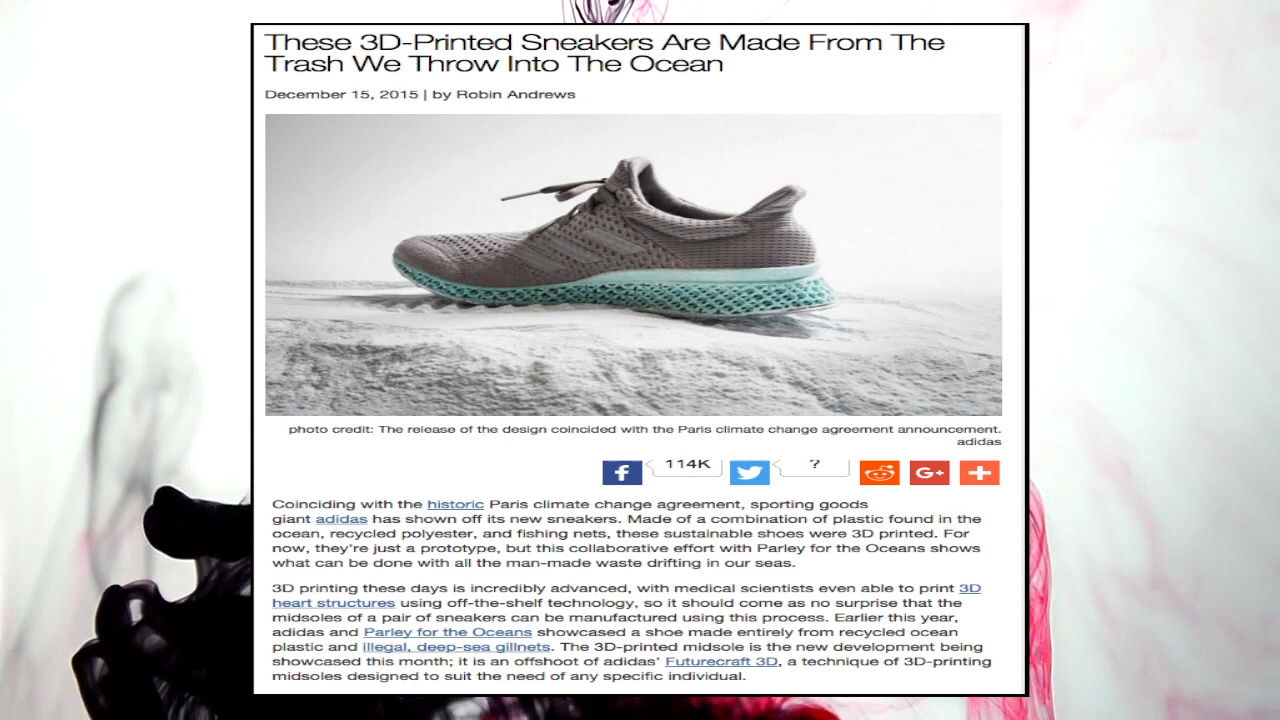 These 3D-Printed Sneakers Are Made From The
Trash We Throw Into The Ocean
December 15, 2015 | by Robin Andrews
photo credit: The release of the design coincided with the Paris climate change agreement announcement.
adidas
f 114K ? G+ +
Coinciding with the historic Paris climate change agreement, sporting goods
giant adidas has shown off its new sneakers. Made of a combination of plastic found in the
ocean, recycled polyester, and fishing nets, these sustainable shoes were 3D printed. For
now, they're just a prototype, but this collaborative effort with Parley for the Oceans shows
what can be done with all the man-made waste drifting in our seas.
3D printing these days is incredibly advanced, with medical scientists even able to print 3D
heart structures using off-the-shelf technology, so it should come as no surprise that the
midsoles of a pair of sneakers can be manufactured using this process. Earlier this year,
adidas and Parley for the Oceans showcased a shoe made entirely from recycled ocean
plastic and illegal, deep-sea gillnets. The 3D-printed midsole is the new development being
showcased this month; it is an offshoot of adidas' Futurecraft 3D, a technique of 3D-printing
midsoles designed to suit the need of any specific individual.